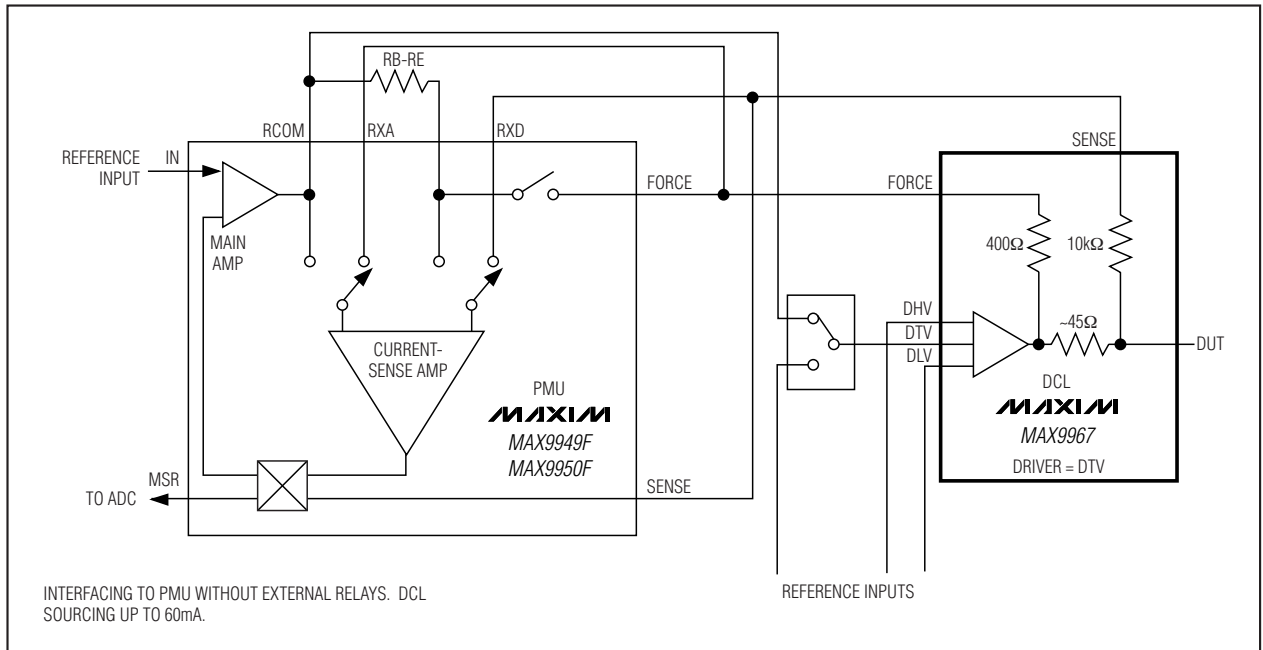 RB-RE
RCOM
RXA
RXD
SENSE
REFERENCE
INPUT
IN
FORCE
FORCE
MAIN
AMP
400Ω
10kΩ
CURRENT-
SENSE AMP
DHV
DTV
DLV
~45Ω
DUT
PMU
MAXIM
MAX9949F
MAX9950F
DCL
MAXIM
MAX9967
DRIVER = DTV
MSR
TO ADC
SENSE
REFERENCE INPUTS
INTERFACING TO PMU WITHOUT EXTERNAL RELAYS. DCL
SOURCING UP TO 60mA.